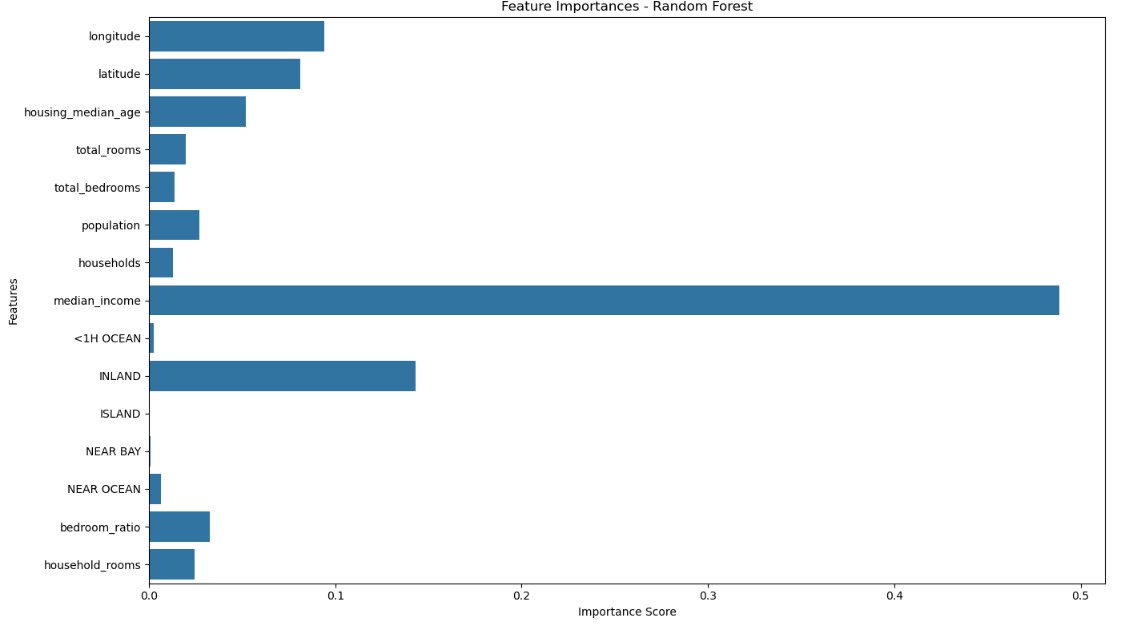 Feature Importances - Random Forest
Features
longitude
latitude
housing_median_age
total_rooms
total_bedrooms
population
households
median_income
<1H OCEAN
INLAND
ISLAND
NEAR BAY
NEAR OCEAN
bedroom_ratio
household_rooms
0.0 0.1 0.2 0.3 0.4 0.5
Importance Score